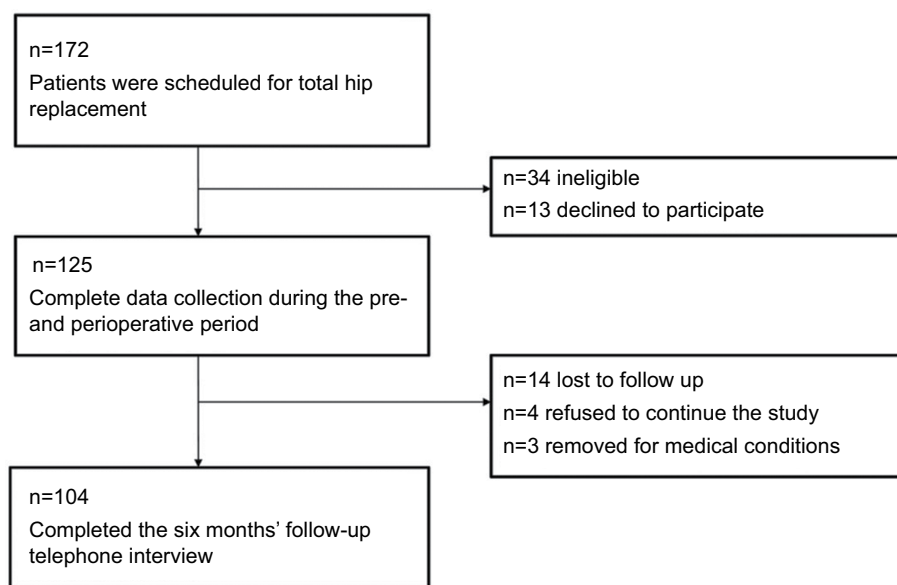 n=172
Patients were scheduled for total hip
replacement
n=34 ineligible
n=13 declined to participate
n=125
Complete data collection during the pre-
and perioperative period
n=14 lost to follow up
n=4 refused to continue the study
n=3 removed for medical conditions
n=104
Completed the six months’ follow-up
telephone interview